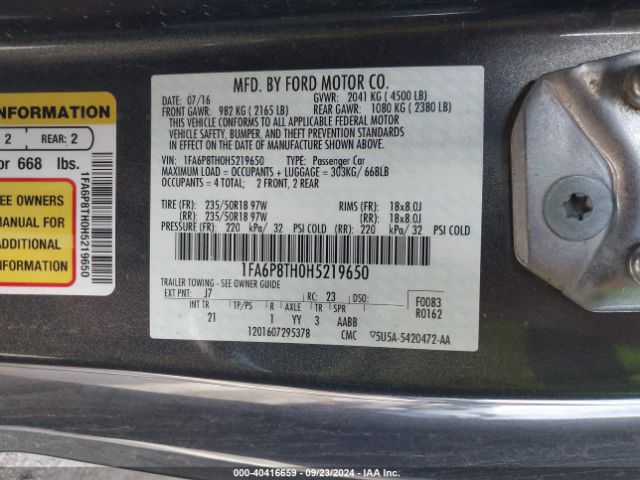 MFD. BY FORD MOTOR CO.
DATE: 07/16 GVWR: 2041 KG ( 4500 LB)
FRONT GAWR: 982 KG ( 2165 LB) REAR GAWR: 1080 KG ( 2380 LB)
THIS VEHICLE CONFORMS TO ALL APPLICABLE FEDERAL MOTOR
VEHICLE SAFETY, BUMPER, AND THEFT PREVENTION STANDARDS
IN EFFECT ON THE DATE OF MANUFACTURE SHOWN ABOVE.
VIN: 1FA6P8TH0H5219650 TYPE: Passenger Car
MAXIMUM LOAD = OCCUPANTS + LUGGAGE = 303KG/ 668LB
OCCUPANTS = 4 TOTAL; 2 FRONT, 2 REAR
TIRE (FR): 235/50R18 97W RIMS (FR): 18x8.0J
(RR): 235/50R18 97W (RR): 18x8.0J
PRESSURE (FR): 220 kPa/ 32 PSI COLD (RR): 220 kPa/ 32 PSI COLD
1FA6P8TH0H5219650
TRAILER TOWING - SEE OWNER GUIDE
EXT PNT: J7 RC: 23 DSO: F0083
INT TR TP/PS R AXLE TR SPR R0162
21 1 YY 3 AABB
1201607295378 CMC 5U5A-5420472-AA
INFORMATION
2 REAR: 2
or 668 lbs.
EE OWNERS
MANUAL FOR
ADDITIONAL
NFORMATION
1FA6P8TH0H5219650
000-40416659 - 09/23/2024 - IAA Inc.